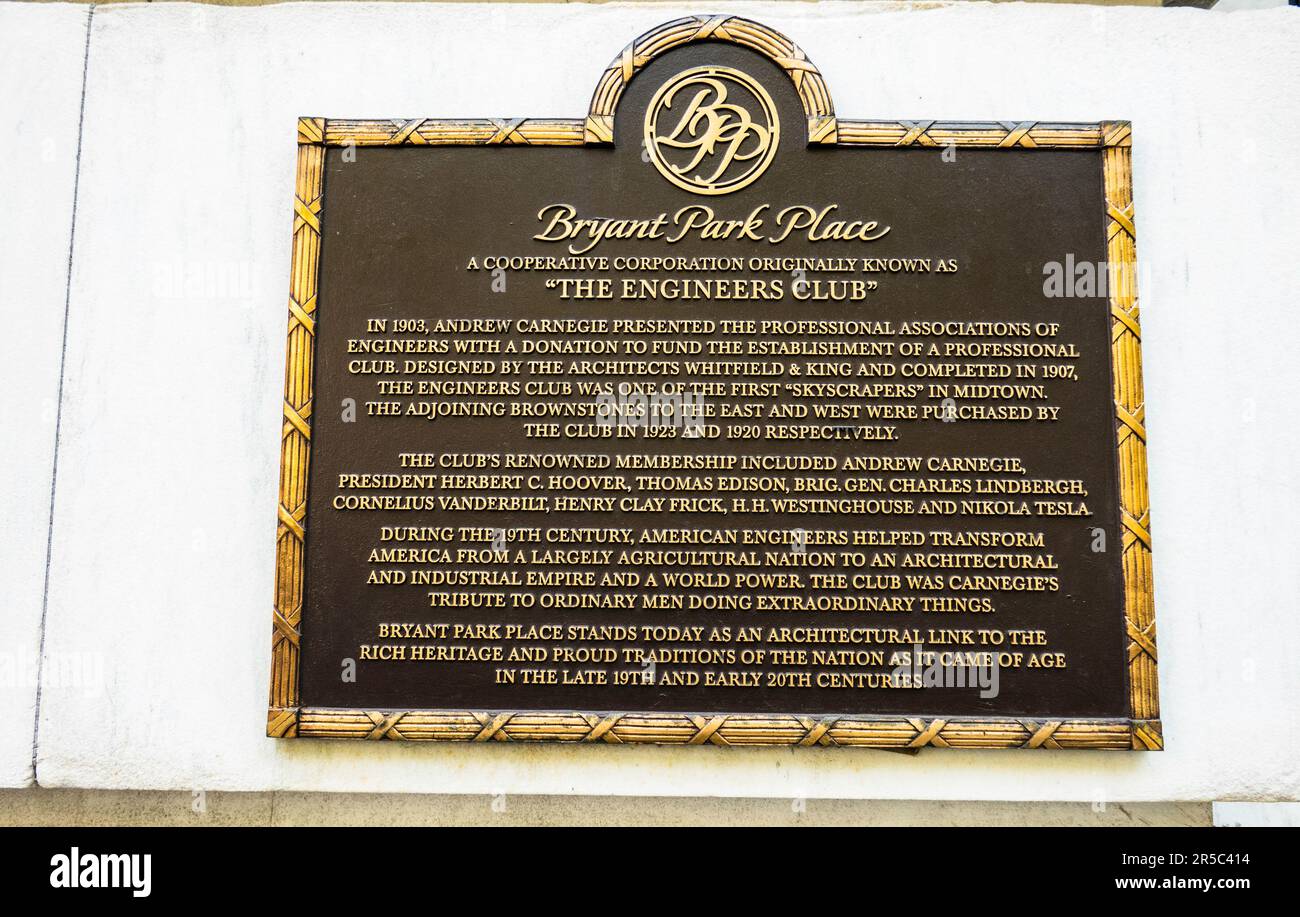 BPP
Bryant Park Place
A COOPERATIVE CORPORATION ORIGINALLY KNOWN AS
"THE ENGINEERS CLUB"
IN 1903, ANDREW CARNEGIE PRESENTED THE PROFESSIONAL ASSOCIATIONS OF
ENGINEERS WITH A DONATION TO FUND THE ESTABLISHMENT OF A PROFESSIONAL
CLUB. DESIGNED BY THE ARCHITECTS WHITFIELD & KING AND COMPLETED IN 1907,
THE ENGINEERS CLUB WAS ONE OF THE FIRST "SKYSCRAPERS" IN MIDTOWN.
THE ADJOINING BROWNSTONES TO THE EAST AND WEST WERE PURCHASED BY
THE CLUB IN 1923 AND 1920 RESPECTIVELY.
THE CLUB'S RENOWNED MEMBERSHIP INCLUDED ANDREW CARNEGIE,
PRESIDENT HERBERT C. HOOVER, THOMAS EDISON, BRIG. GEN. CHARLES LINDBERGH,
CORNELIUS VANDERBILT, HENRY CLAY FRICK, H. H. WESTINGHOUSE AND NIKOLA TESLA.
DURING THE 19TH CENTURY, AMERICAN ENGINEERS HELPED TRANSFORM
AMERICA FROM A LARGELY AGRICULTURAL NATION TO AN ARCHITECTURAL
AND INDUSTRIAL EMPIRE AND A WORLD POWER. THE CLUB WAS CARNEGIE'S
TRIBUTE TO ORDINARY MEN DOING EXTRAORDINARY THINGS.
BRYANT PARK PLACE STANDS TODAY AS AN ARCHITECTURAL LINK TO THE
RICH HERITAGE AND PROUD TRADITIONS OF THE NATION AS IT CAME OF AGE
IN THE LATE 19TH AND EARLY 20TH CENTURIES.
alamy
Image ID: 2R5C414
www.alamy.com